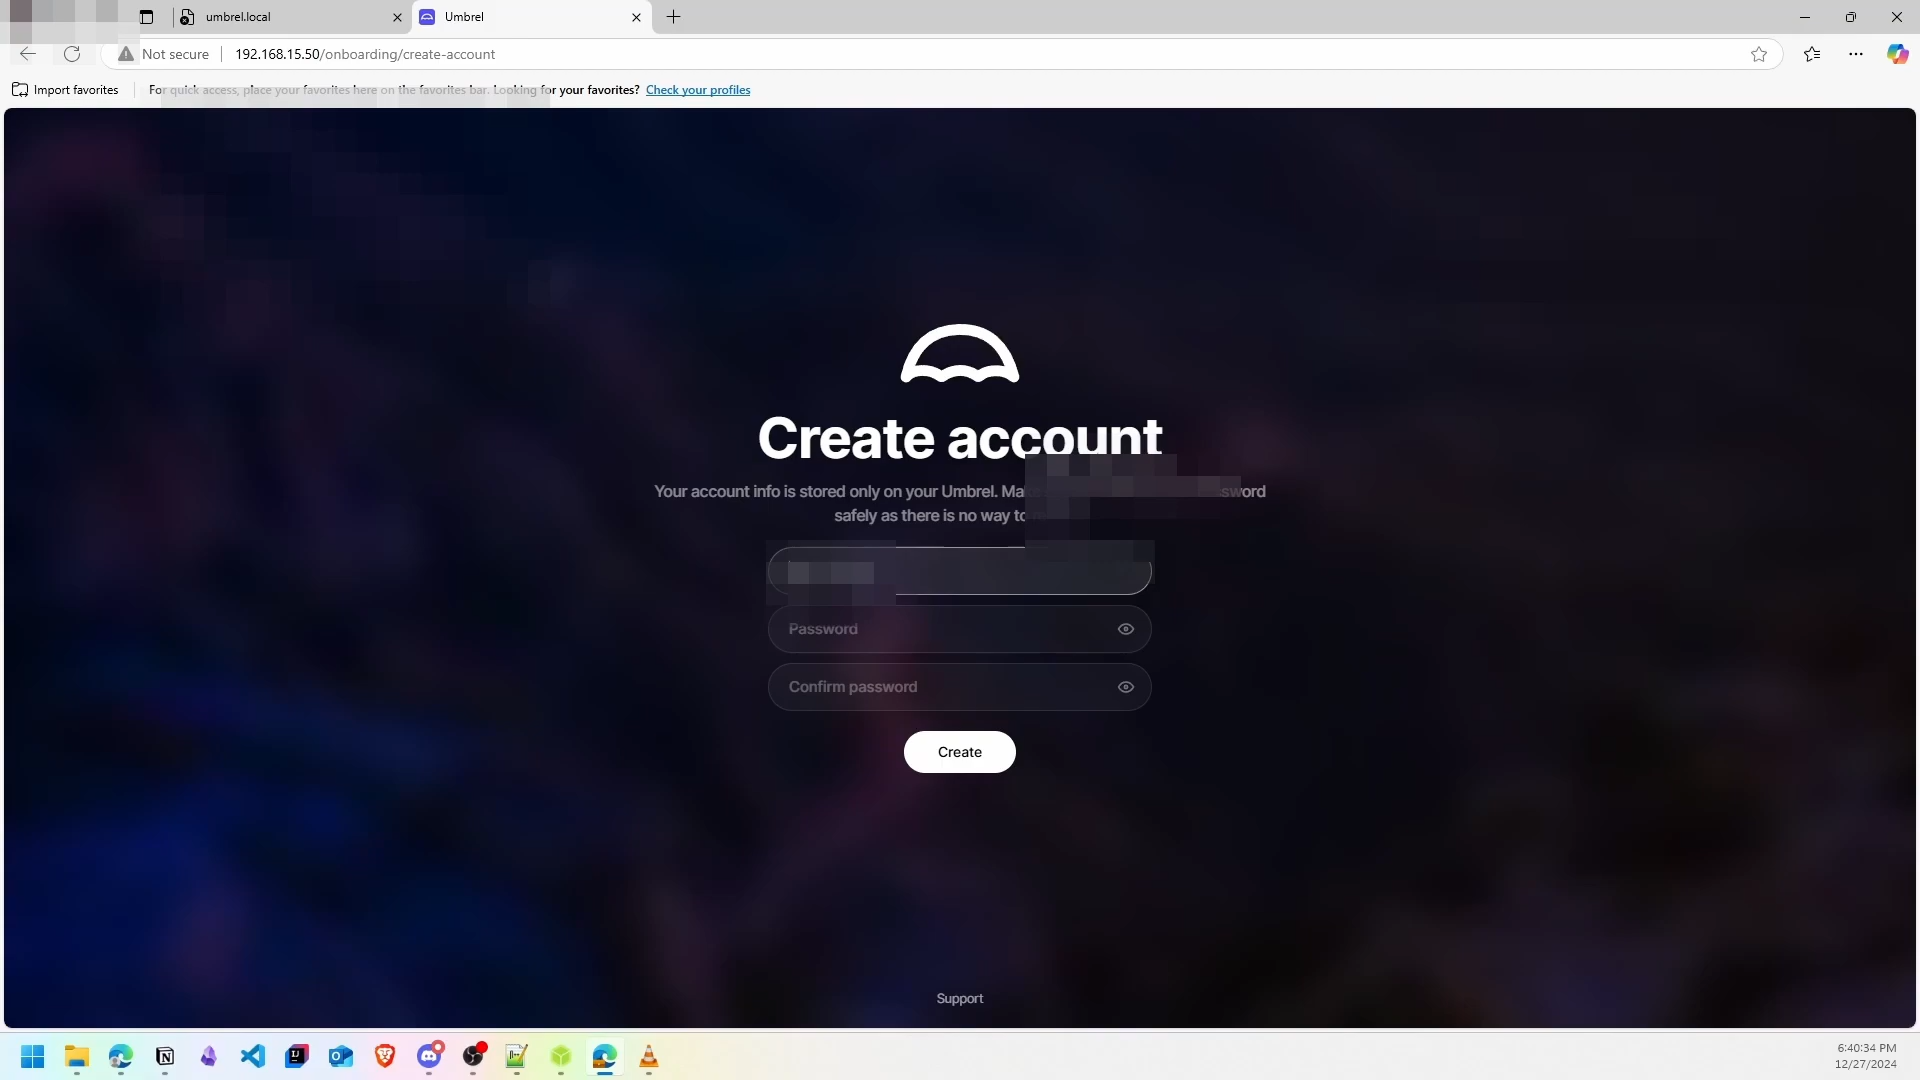 umbrel.local
Umbrel
Not secure
192.168.15.50/onboarding/create-account
Import favorites
For quick access, place your favorites here on the favorites bar. Looking for your favorites? Check your profiles
Create account
Your account info is stored only on your Umbrel.
safely as there is no way to
Password
Confirm password
Create
Support
6:40:34 PM
12/27/2024